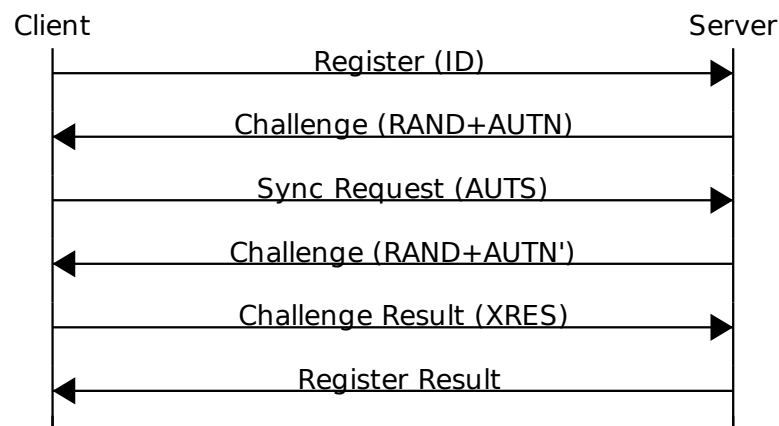 Client Server
Register (ID)
Challenge (RAND+AUTN)
Sync Request (AUTS)
Challenge (RAND+AUTN')
Challenge Result (XRES)
Register Result